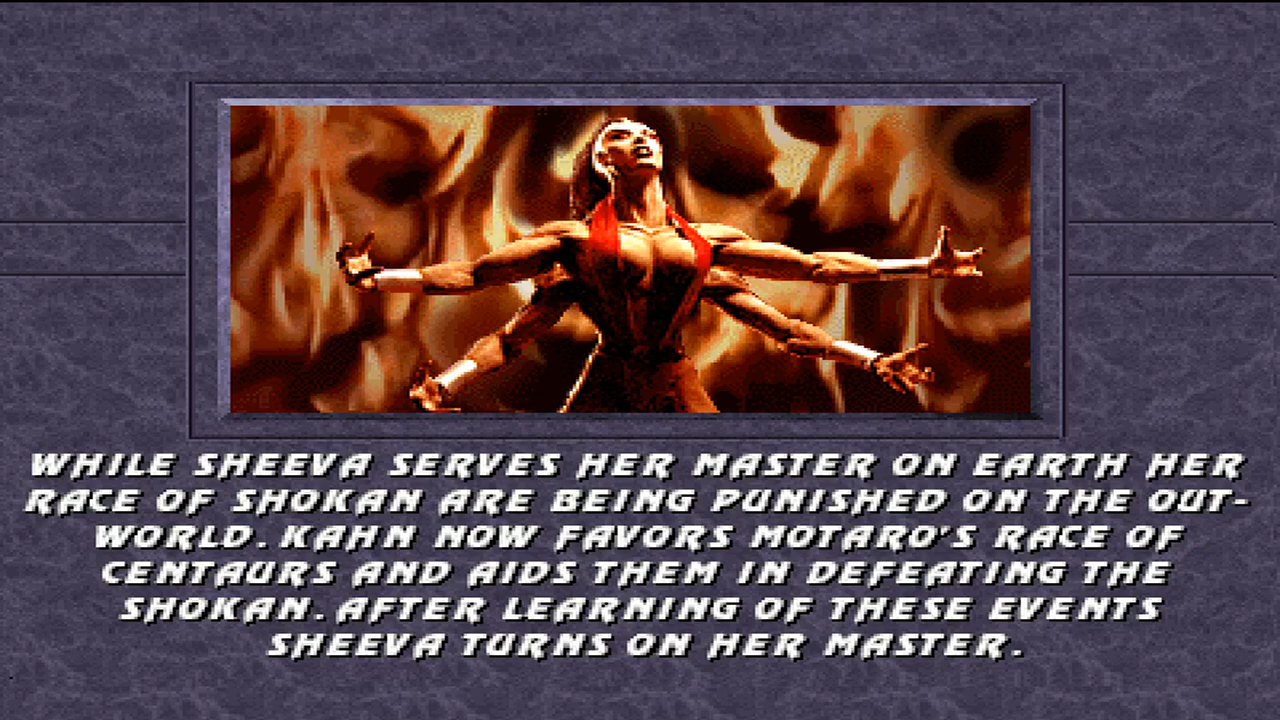 WHILE SHEEVA SERVES HER MASTER ON EARTH HER
RACE OF SHOKAN ARE BEING PUNISHED ON THE OUT-
WORLD. KAHN NOW FAVORS MOTARO'S RACE OF
CENTAURS AND AIDS THEM IN DEFEATING THE
SHOKAN. AFTER LEARNING OF THESE EVENTS
SHEEVA TURNS ON HER MASTER.